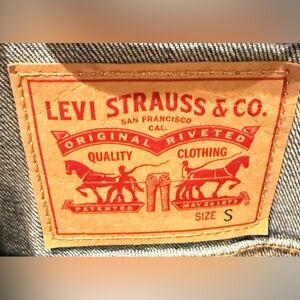 LEVI STRAUSS & CO.
SAN FRANCISCO
CAL.
ORIGINAL RIVETED
QUALITY CLOTHING
PATENTED MAY 20 1873
SIZE S